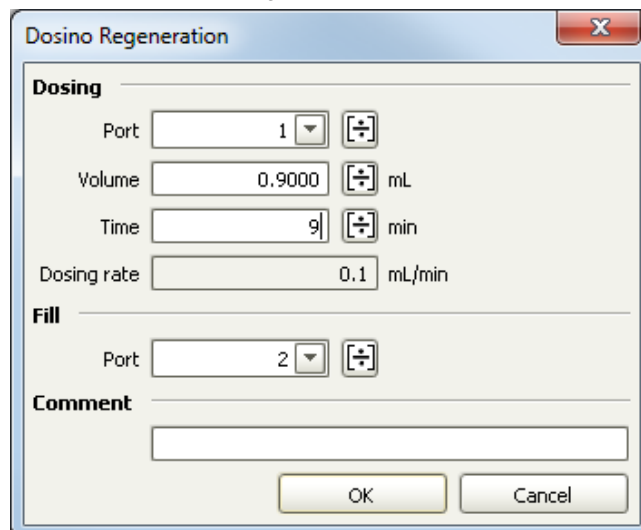 Dosino Regeneration
Dosing
Port 1
Volume 0.9000 mL
Time 9 min
Dosing rate 0.1 mL/min
Fill
Port 2
Comment
OK Cancel